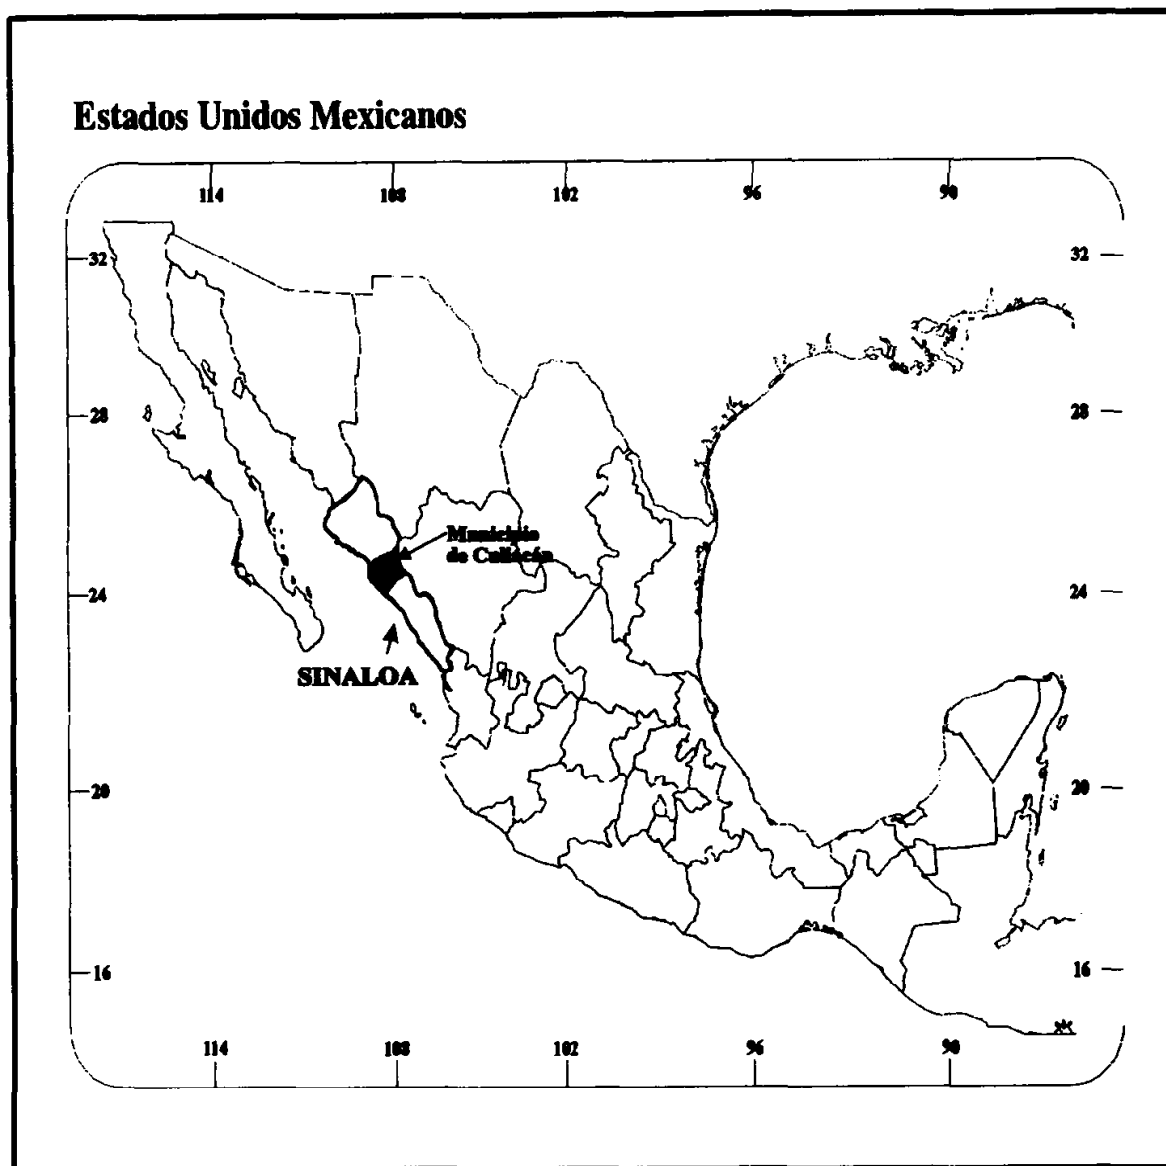 Estados Unidos Mexicanos
114 108 102 96 90
32 32
28 28
Municipio
de Culiacán
24 24
SINALOA
20 20
16 16
114 108 102 96 90